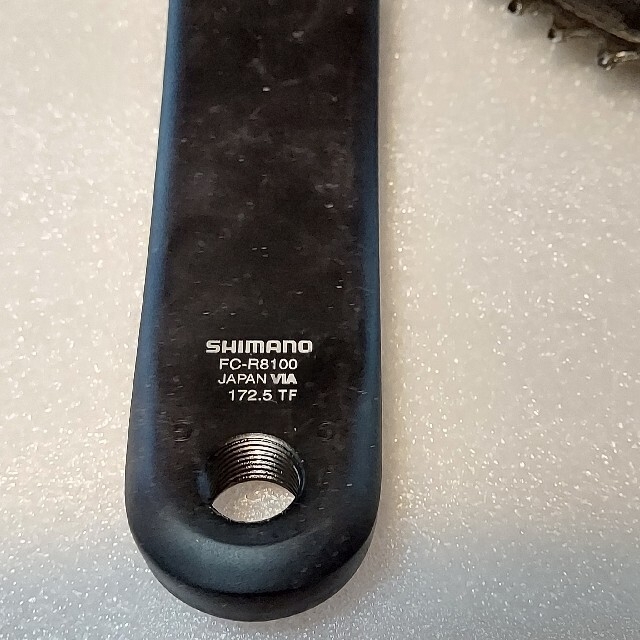 SHIMANO
FC-R8100
JAPAN VIA
172.5 TF